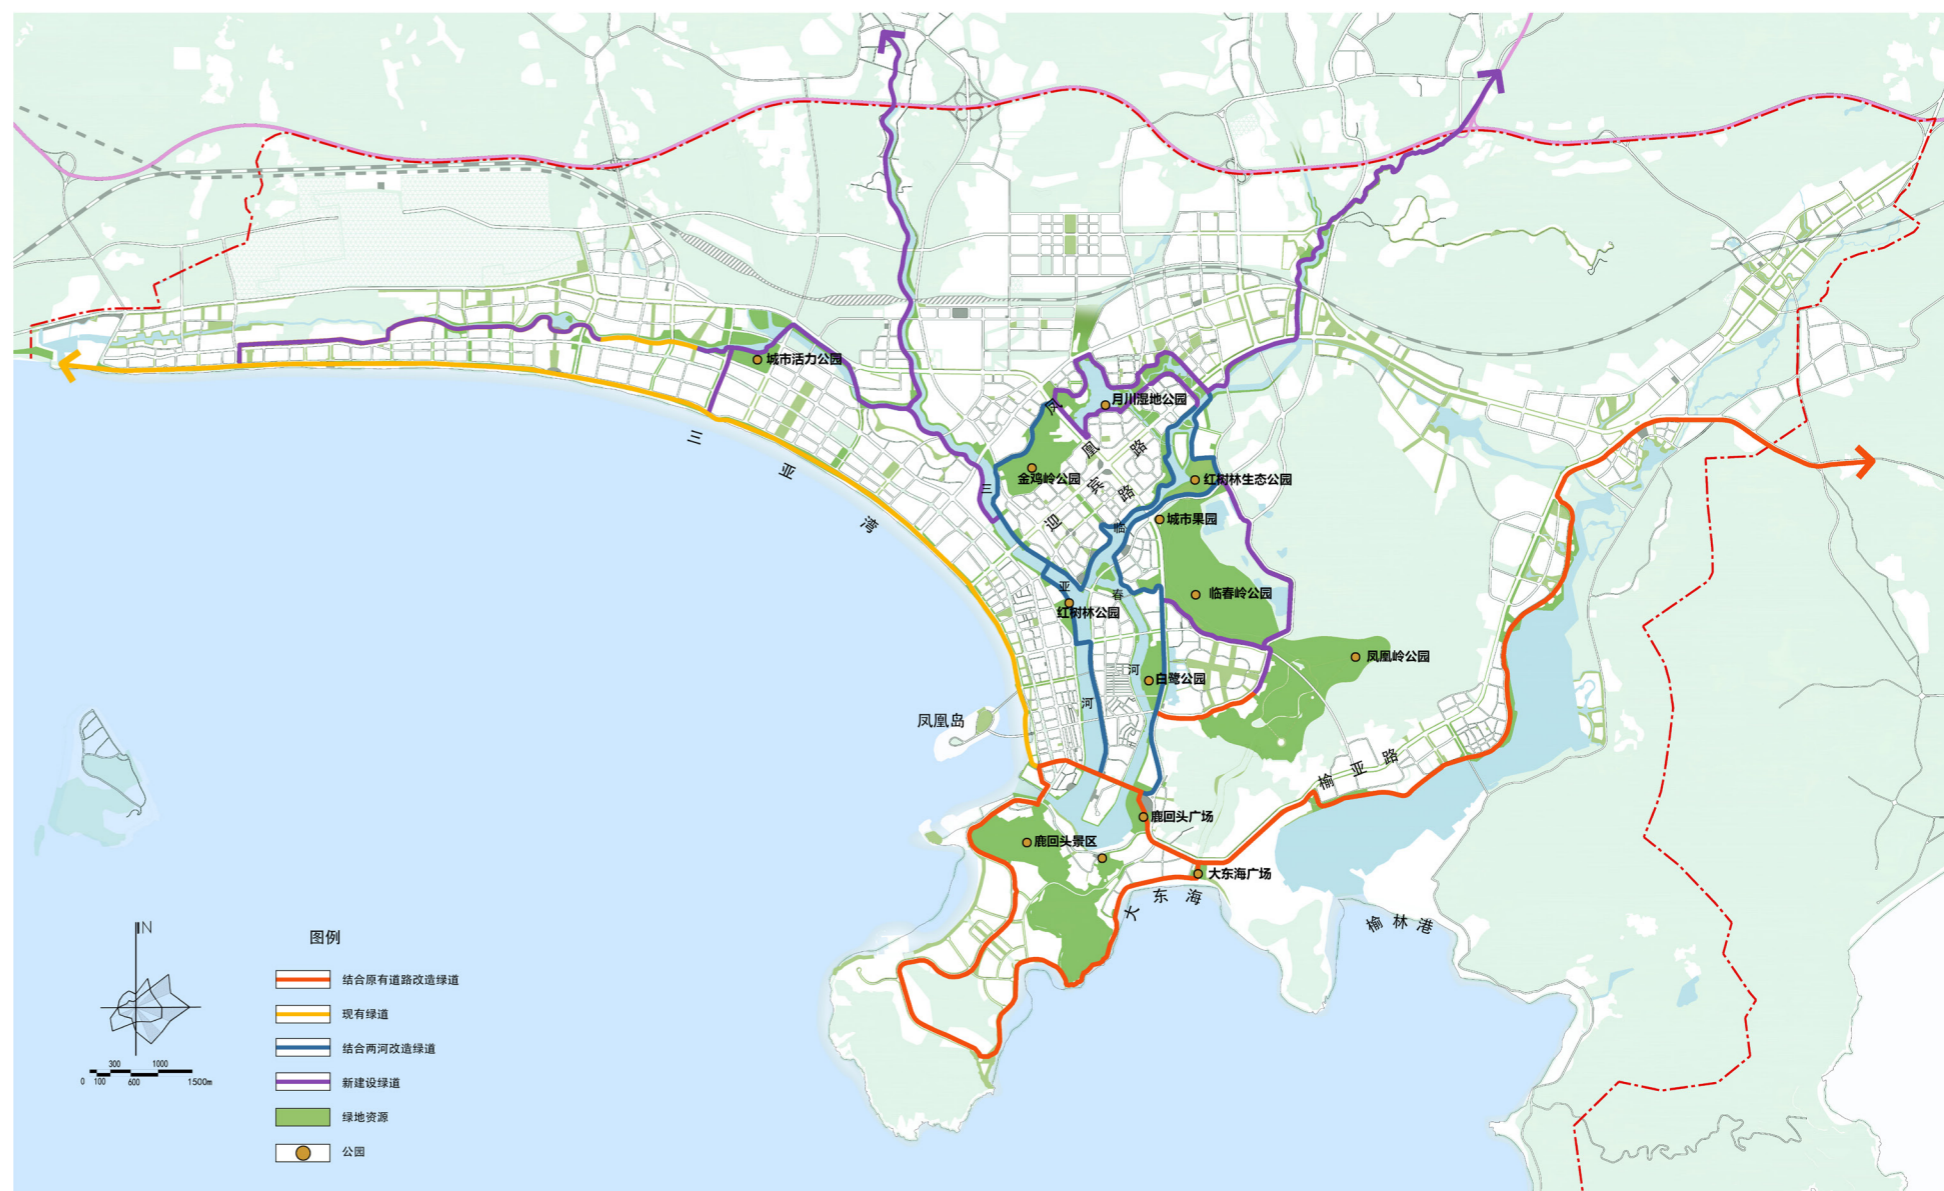 城市活力公园
月川湿地公园
凤
凰
路
金鸡岭公园
迎
宾
路
红树林生态公园
城市果园
三
亚
湾
三
亚
河
临
春
河
红树林公园
临春岭公园
凤凰岭公园
白鹭公园
凤凰岛
榆 亚 路
鹿回头广场
鹿回头景区
大东海广场
大 东 海
榆 林 港
N
300 1000
0 100 600 1500m
图例
结合原有道路改造绿道
现有绿道
结合两河改造绿道
新建设绿道
绿地资源
公园